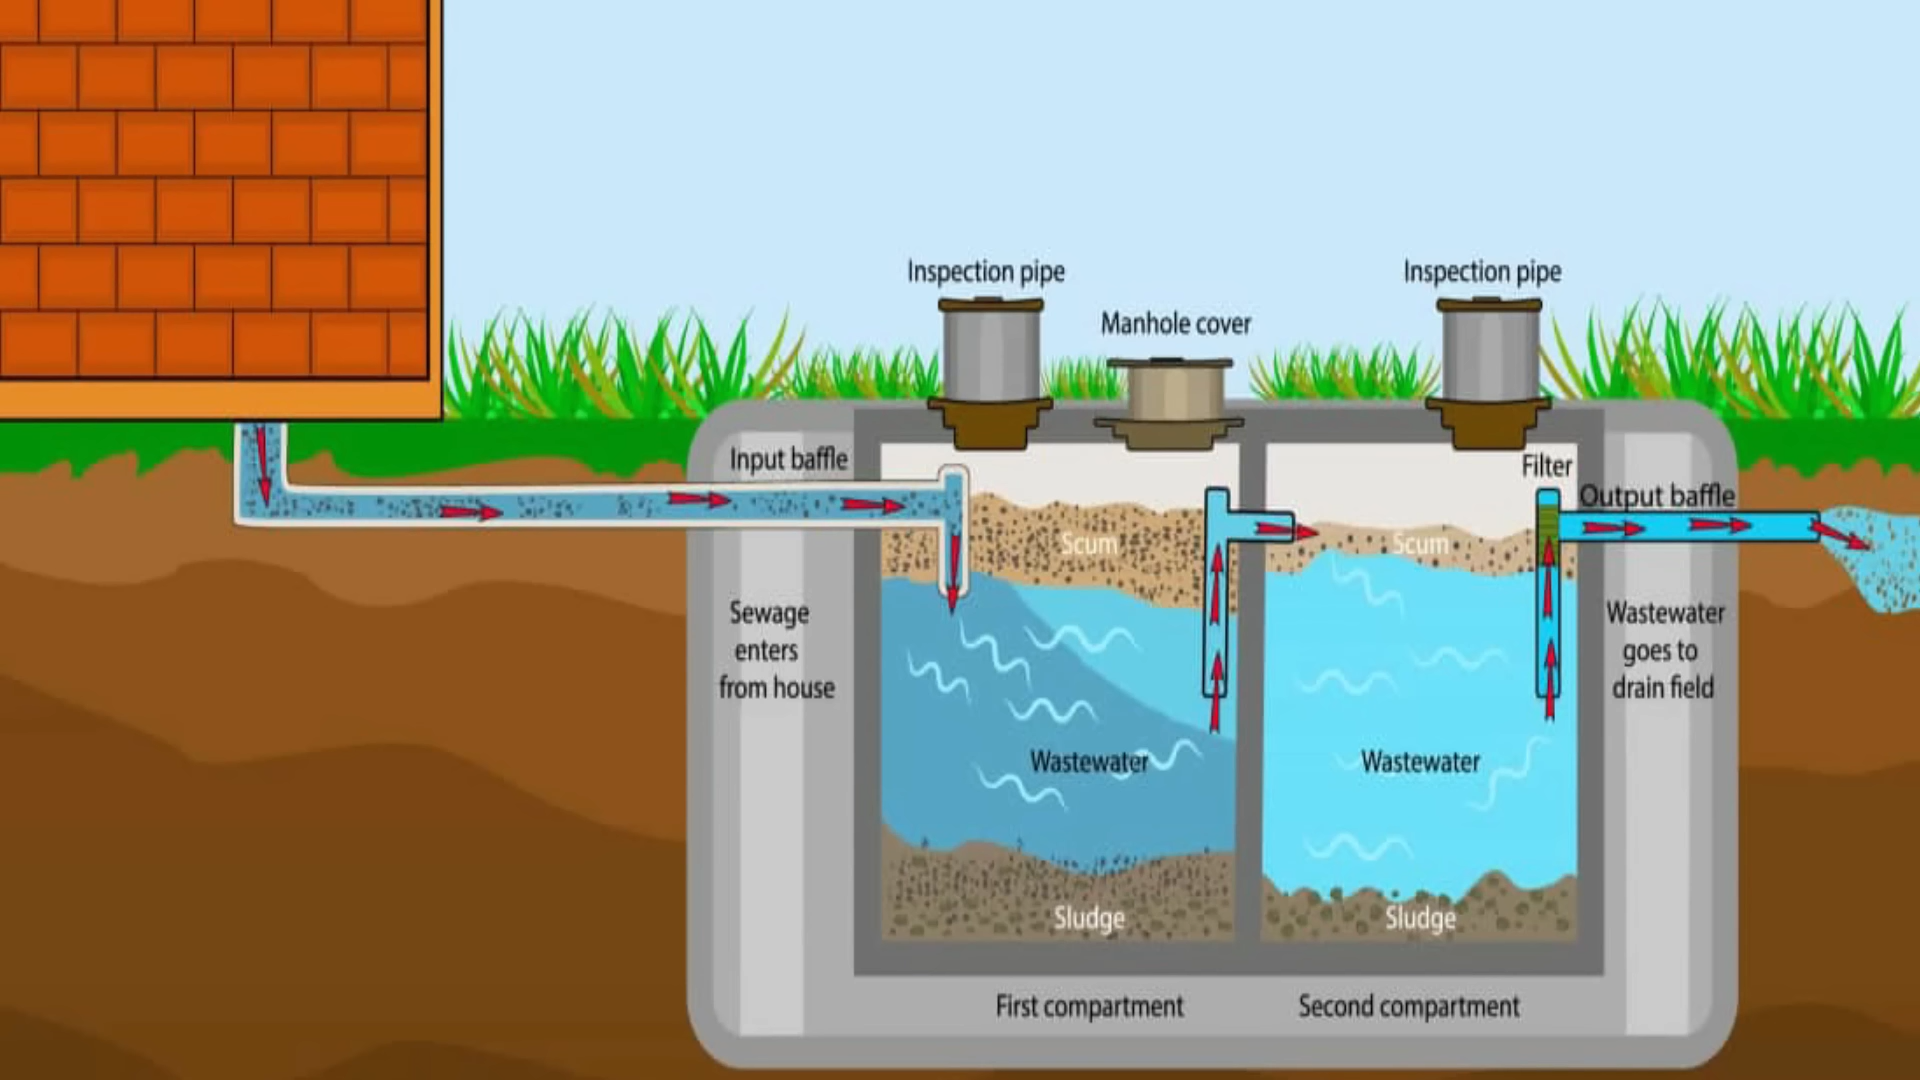 Inspection pipe
Inspection pipe
Manhole cover
Input baffle
Filter
Output baffle
Scum
Scum
Sewage
enters
from house
Wastewater
goes to
drain field
Wastewater
Wastewater
Sludge
Sludge
First compartment
Second compartment